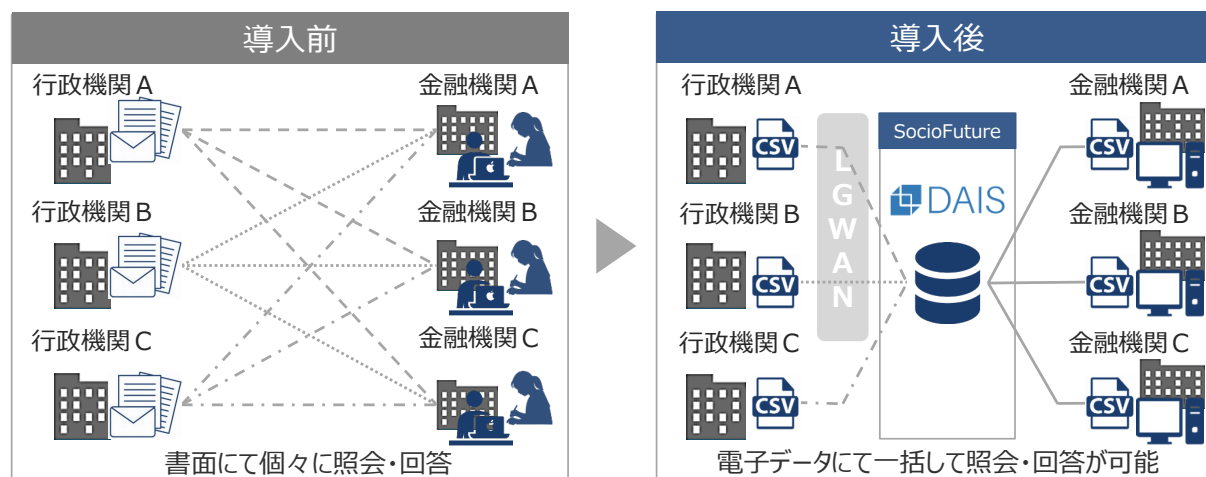 導入前
行政機関A
金融機関A
行政機関B
金融機関B
行政機関C
金融機関C
書面にて個々に照会・回答
導入後
行政機関A
金融機関A
CSV
LGWAN
SocioFuture
CSV
DAIS
行政機関B
金融機関B
CSV
CSV
行政機関C
金融機関C
CSV
CSV
電子データにて一括して照会・回答が可能